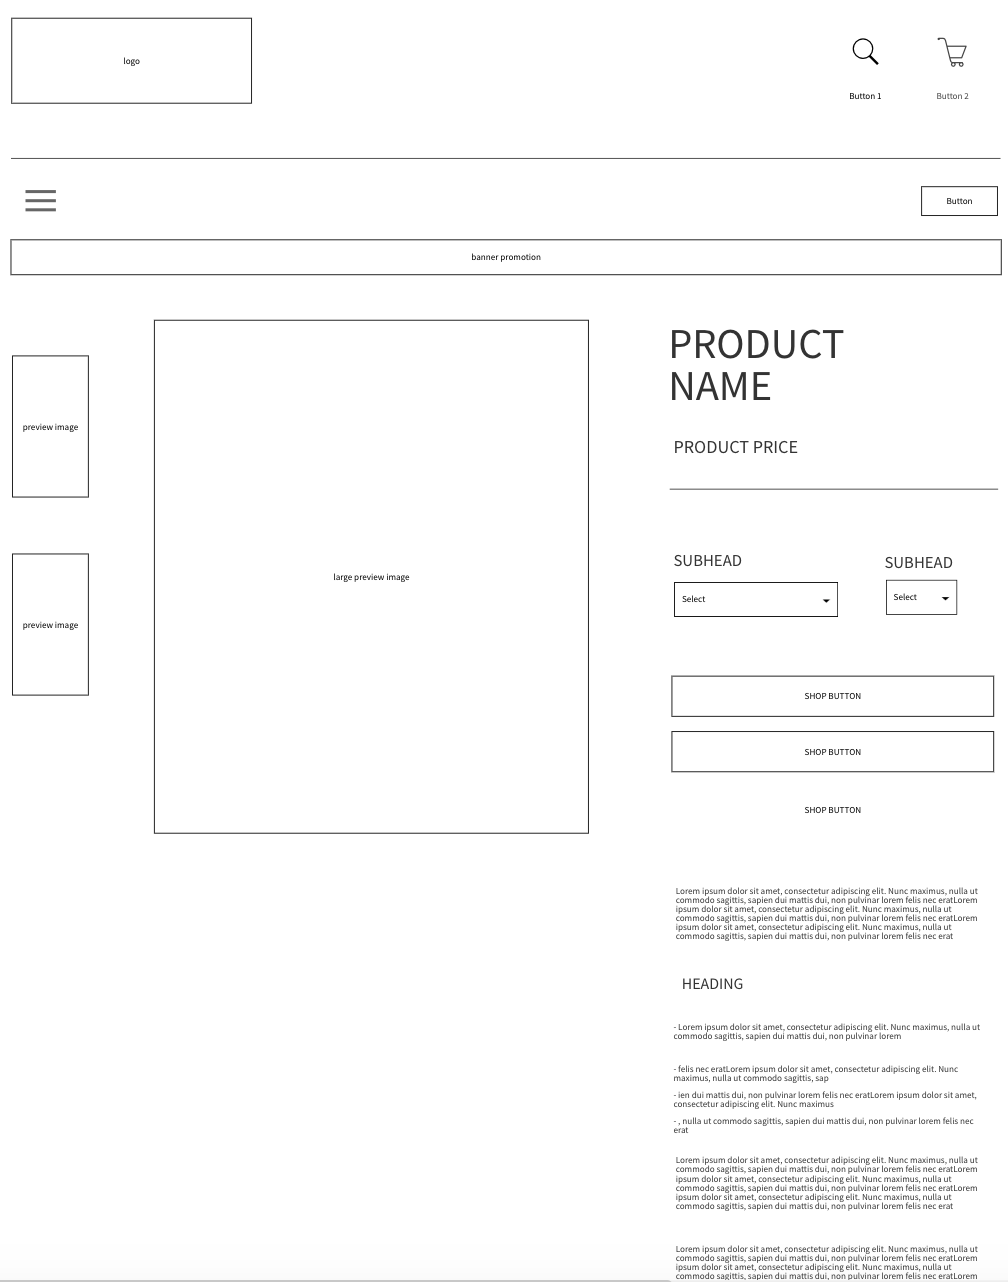 logo
Button 1
Button 2
Button
banner promotion
preview image
preview image
large preview image
PRODUCT
NAME
PRODUCT PRICE
SUBHEAD
SUBHEAD
Select
Select
SHOP BUTTON
SHOP BUTTON
SHOP BUTTON
Lorem ipsum dolor sit amet, consectetur adipiscing elit. Nunc maximus, nulla ut
commodo sagittis, sapien dui mattis dui, non pulvinar lorem felis nec eratLorem
ipsum dolor sit amet, consectetur adipiscing elit. Nunc maximus, nulla ut
commodo sagittis, sapien dui mattis dui, non pulvinar lorem felis nec eratLorem
ipsum dolor sit amet, consectetur adipiscing elit. Nunc maximus, nulla ut
commodo sagittis, sapien dui mattis dui, non pulvinar lorem felis nec erat
HEADING
- Lorem ipsum dolor sit amet, consectetur adipiscing elit. Nunc maximus, nulla ut
commodo sagittis, sapien dui mattis dui, non pulvinar lorem
- felis nec eratLorem ipsum dolor sit amet, consectetur adipiscing elit. Nunc
maximus, nulla ut commodo sagittis, sap
- ien dui mattis dui, non pulvinar lorem felis nec eratLorem ipsum dolor sit amet,
consectetur adipiscing elit. Nunc maximus
- , nulla ut commodo sagittis, sapien dui mattis dui, non pulvinar lorem felis nec
erat
Lorem ipsum dolor sit amet, consectetur adipiscing elit. Nunc maximus, nulla ut
commodo sagittis, sapien dui mattis dui, non pulvinar lorem felis nec eratLorem
ipsum dolor sit amet, consectetur adipiscing elit. Nunc maximus, nulla ut
commodo sagittis, sapien dui mattis dui, non pulvinar lorem felis nec eratLorem
ipsum dolor sit amet, consectetur adipiscing elit. Nunc maximus, nulla ut
commodo sagittis, sapien dui mattis dui, non pulvinar lorem felis nec erat
Lorem ipsum dolor sit amet, consectetur adipiscing elit. Nunc maximus, nulla ut
commodo sagittis, sapien dui mattis dui, non pulvinar lorem felis nec eratLorem
ipsum dolor sit amet, consectetur adipiscing elit. Nunc maximus, nulla ut
commodo sagittis, sapien dui mattis dui, non pulvinar lorem felis nec eratLorem